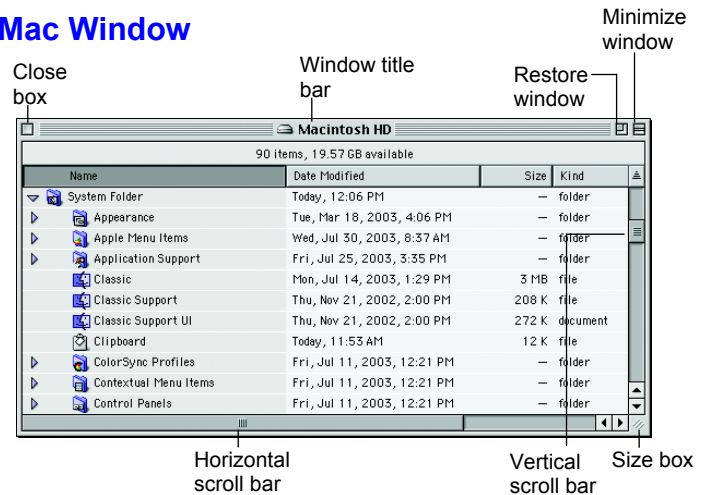 Mac Window
Minimize
window
Close
box
Window title
bar
Restore
window
Macintosh HD
90 items, 19.57 GB available
Name Date Modified Size Kind
System Folder Today, 12:06 PM — folder
Appearance Tue, Mar 18, 2003, 4:06 PM — folder
Apple Menu Items Wed, Jul 30, 2003, 8:37 AM — folder
Application Support Fri, Jul 25, 2003, 3:35 PM — folder
Classic Mon, Jul 14, 2003, 1:29 PM 3 MB file
Classic Support Thu, Nov 21, 2002, 2:00 PM 208 K file
Classic Support UI Thu, Nov 21, 2002, 2:00 PM 272 K document
Clipboard Today, 11:53 AM 12 K file
ColorSync Profiles Fri, Jul 11, 2003, 12:21 PM — folder
Contextual Menu Items Fri, Jul 11, 2003, 12:21 PM — folder
Control Panels Fri, Jul 11, 2003, 12:21 PM — folder
Horizontal
scroll bar
Vertical
scroll bar
Size box